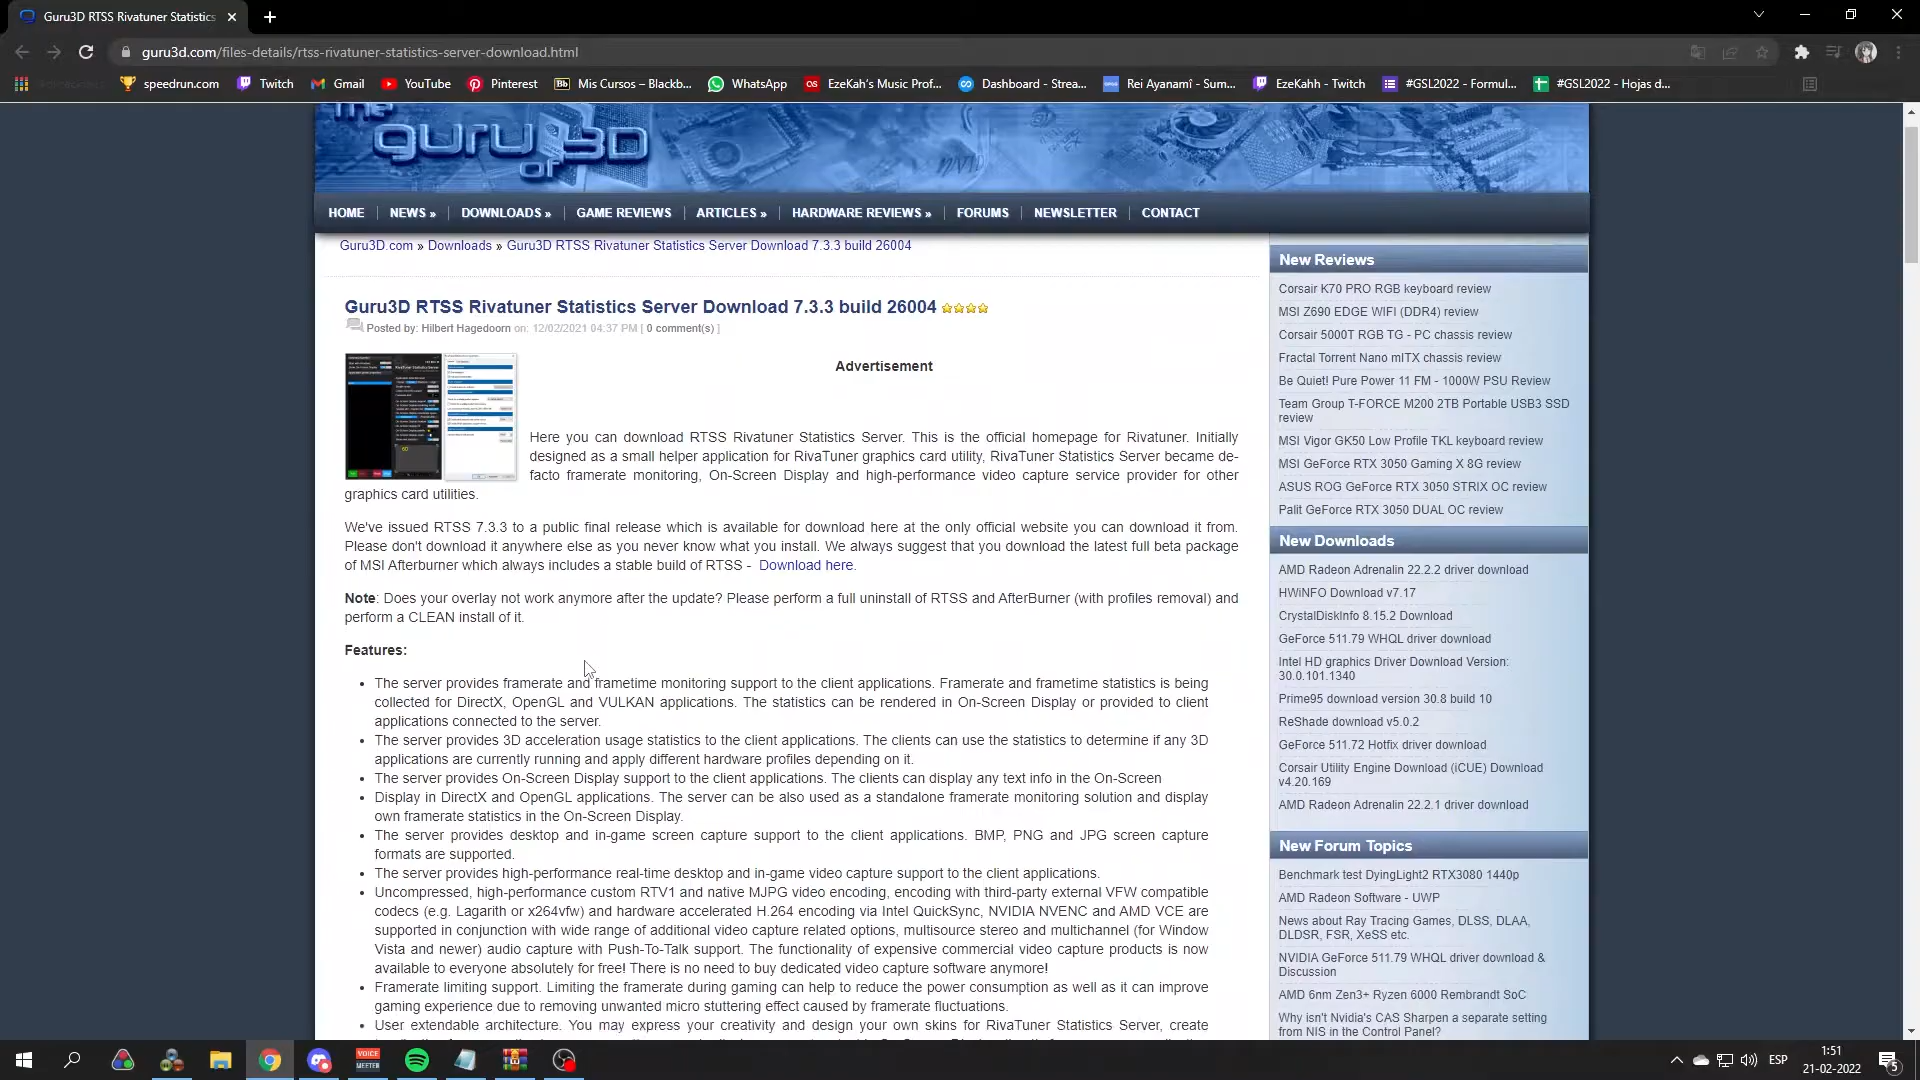 Guru3D RTSS Rivatuner Statistics
guru3d.com/files-details/rtss-rivatuner-statistics-server-download.html
speedrun.com
Twitch
Gmail
YouTube
Pinterest
Bb
Mis Cursos – Blackb...
WhatsApp
EzeKah's Music Prof...
Dashboard - Strea...
Rei Ayanamî - Sum...
EzeKahh - Twitch
#GSL2022 - Formul...
#GSL2022 - Hojas d...
The
guru 3D
of
HOME
NEWS »
DOWNLOADS »
GAME REVIEWS
ARTICLES »
HARDWARE REVIEWS »
FORUMS
NEWSLETTER
CONTACT
Guru3D.com » Downloads » Guru3D RTSS Rivatuner Statistics Server Download 7.3.3 build 26004
Guru3D RTSS Rivatuner Statistics Server Download 7.3.3 build 26004
Posted by: Hilbert Hagedoorn on: 12/02/2021 04:37 PM [ 0 comment(s) ]
Advertisement
Here you can download RTSS Rivatuner Statistics Server. This is the official homepage for Rivatuner. Initially
designed as a small helper application for RivaTuner graphics card utility, RivaTuner Statistics Server became de-
facto framerate monitoring, On-Screen Display and high-performance video capture service provider for other
graphics card utilities.
We've issued RTSS 7.3.3 to a public final release which is available for download here at the only official website you can download it from.
Please don't download it anywhere else as you never know what you install. We always suggest that you download the latest full beta package
of MSI Afterburner which always includes a stable build of RTSS - Download here.
Note: Does your overlay not work anymore after the update? Please perform a full uninstall of RTSS and AfterBurner (with profiles removal) and
perform a CLEAN install of it.
Features:
• The server provides framerate and frametime monitoring support to the client applications. Framerate and frametime statistics is being
collected for DirectX, OpenGL and VULKAN applications. The statistics can be rendered in On-Screen Display or provided to client
applications connected to the server.
• The server provides 3D acceleration usage statistics to the client applications. The clients can use the statistics to determine if any 3D
applications are currently running and apply different hardware profiles depending on it.
• The server provides On-Screen Display support to the client applications. The clients can display any text info in the On-Screen
• Display in DirectX and OpenGL applications. The server can be also used as a standalone framerate monitoring solution and display
own framerate statistics in the On-Screen Display.
• The server provides desktop and in-game screen capture support to the client applications. BMP, PNG and JPG screen capture
formats are supported.
• The server provides high-performance real-time desktop and in-game video capture support to the client applications.
• Uncompressed, high-performance custom RTV1 and native MJPG video encoding, encoding with third-party external VFW compatible
codecs (e.g. Lagarith or x264vfw) and hardware accelerated H.264 encoding via Intel QuickSync, NVIDIA NVENC and AMD VCE are
supported in conjunction with wide range of additional video capture related options, multisource stereo and multichannel (for Window
Vista and newer) audio capture with Push-To-Talk support. The functionality of expensive commercial video capture products is now
available to everyone absolutely for free! There is no need to buy dedicated video capture software anymore!
• Framerate limiting support. Limiting the framerate during gaming can help to reduce the power consumption as well as it can improve
gaming experience due to removing unwanted micro stuttering effect caused by framerate fluctuations.
• User extendable architecture. You may express your creativity and design your own skins for RivaTuner Statistics Server, create
New Reviews
Corsair K70 PRO RGB keyboard review
MSI Z690 EDGE WIFI (DDR4) review
Corsair 5000T RGB TG - PC chassis review
Fractal Torrent Nano mITX chassis review
Be Quiet! Pure Power 11 FM - 1000W PSU Review
Team Group T-FORCE M200 2TB Portable USB3 SSD
review
MSI Vigor GK50 Low Profile TKL keyboard review
MSI GeForce RTX 3050 Gaming X 8G review
ASUS ROG GeForce RTX 3050 STRIX OC review
Palit GeForce RTX 3050 DUAL OC review
New Downloads
AMD Radeon Adrenalin 22.2.2 driver download
HWiNFO Download v7.17
CrystalDiskInfo 8.15.2 Download
GeForce 511.79 WHQL driver download
Intel HD graphics Driver Download Version:
30.0.101.1340
Prime95 download version 30.8 build 10
ReShade download v5.0.2
GeForce 511.72 Hotfix driver download
Corsair Utility Engine Download (iCUE) Download
v4.20.169
AMD Radeon Adrenalin 22.2.1 driver download
New Forum Topics
Benchmark test DyingLight2 RTX3080 1440p
AMD Radeon Software - UWP
News about Ray Tracing Games, DLSS, DLAA,
DLDSR, FSR, XeSS etc.
NVIDIA GeForce 511.79 WHQL driver download &
Discussion
AMD 6nm Zen3+ Ryzen 6000 Rembrandt SoC
Why isn't Nvidia's CAS Sharpen a separate setting
from NIS in the Control Panel?
VOICE
MEETER
ESP
1:51
21-02-2022
5